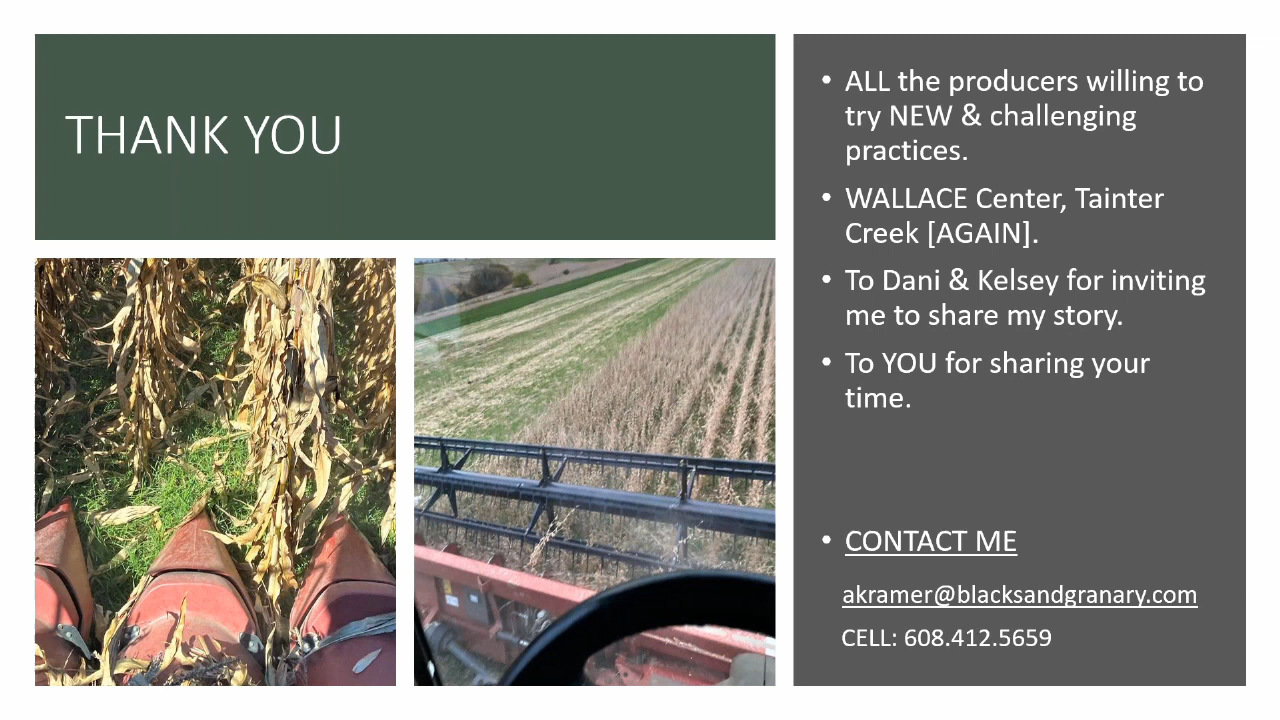 THANK YOU
• ALL the producers willing to
try NEW & challenging
practices.
• WALLACE Center, Tainter
Creek [AGAIN].
• To Dani & Kelsey for inviting
me to share my story.
• To YOU for sharing your
time.
• CONTACT ME
akramer@blacksandgranary.com
CELL: 608.412.5659